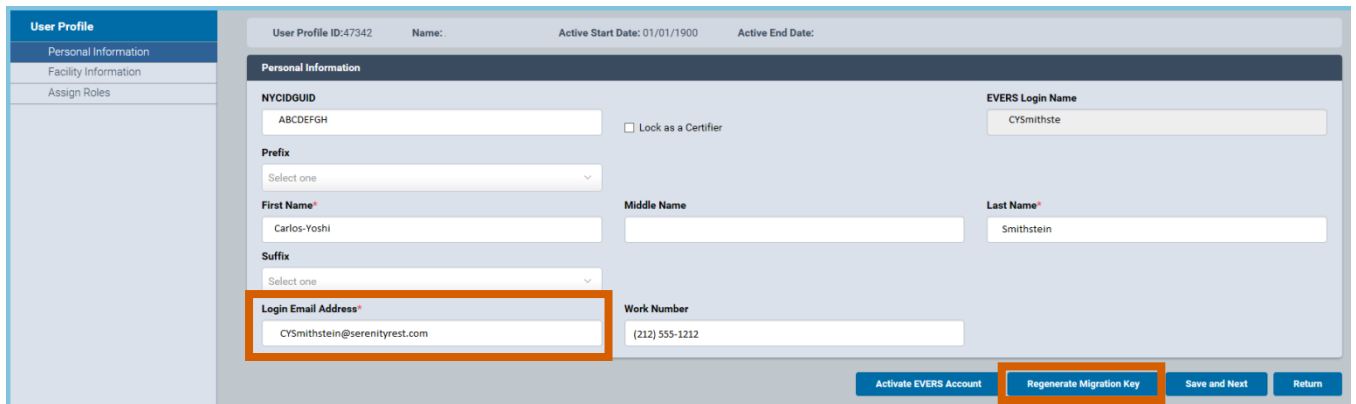 User Profile
Personal Information
Facility Information
Assign Roles
User Profile ID:47342 Name: Active Start Date: 01/01/1900 Active End Date:
Personal Information
NYCIDGUID EVERS Login Name
ABCDEFGH Lock as a Certifier CYSmithste
Prefix
Select one
First Name* Middle Name Last Name*
Carlos-Yoshi Smithstein
Suffix
Select one
Login Email Address* Work Number
CYSmithstein@serenityrest.com (212) 555-1212
Activate EVERS Account Regenerate Migration Key Save and Next Return